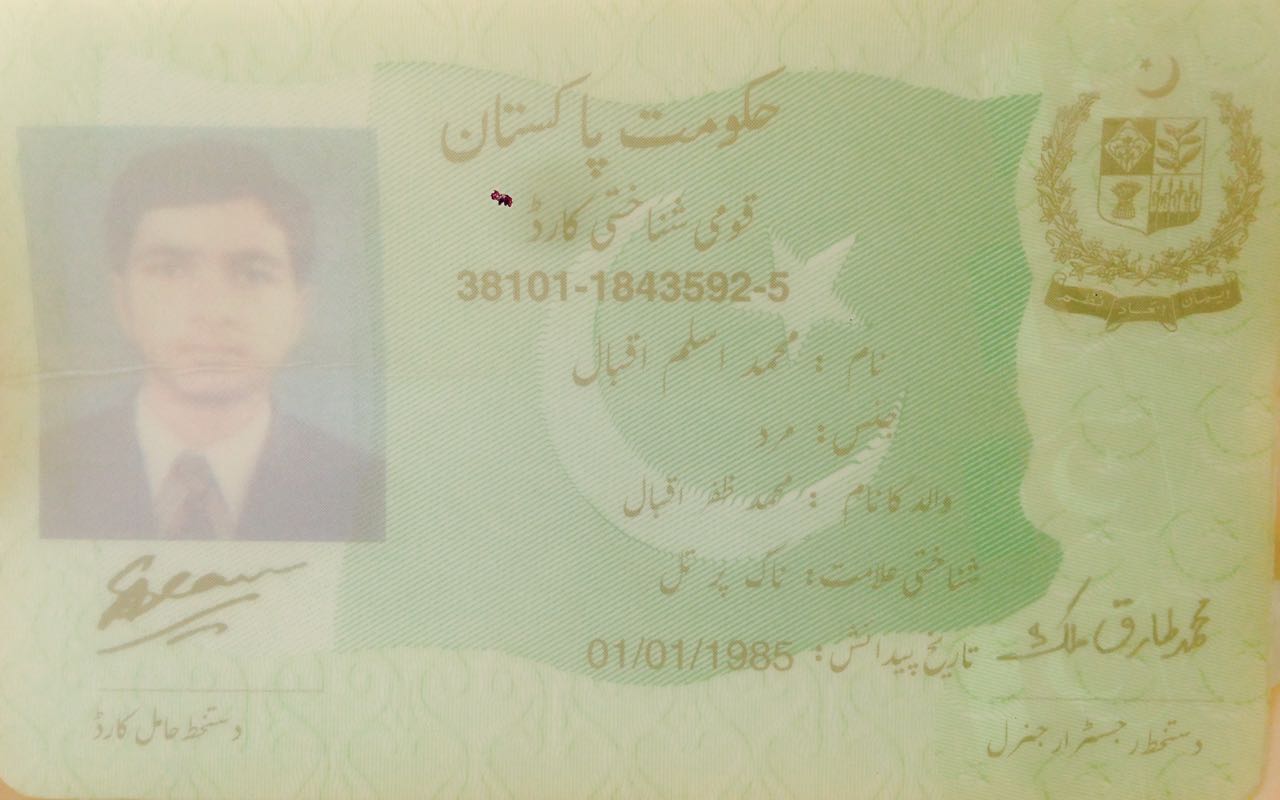 حکومت پاکستان
قومی شناختی کارڈ
38101-1843592-5
نام : محمد اسلم اقبال
جنس: مرد
والد کا نام : محمد ظفر اقبال
شناختی علامت: ناک پر تل
تاریخ پیدائش: 01/01/1985
ایمان اتحاد نظم
محمد طارق ملک
دستخط حامل کارڈ
دستخط رجسٹرار جنرل